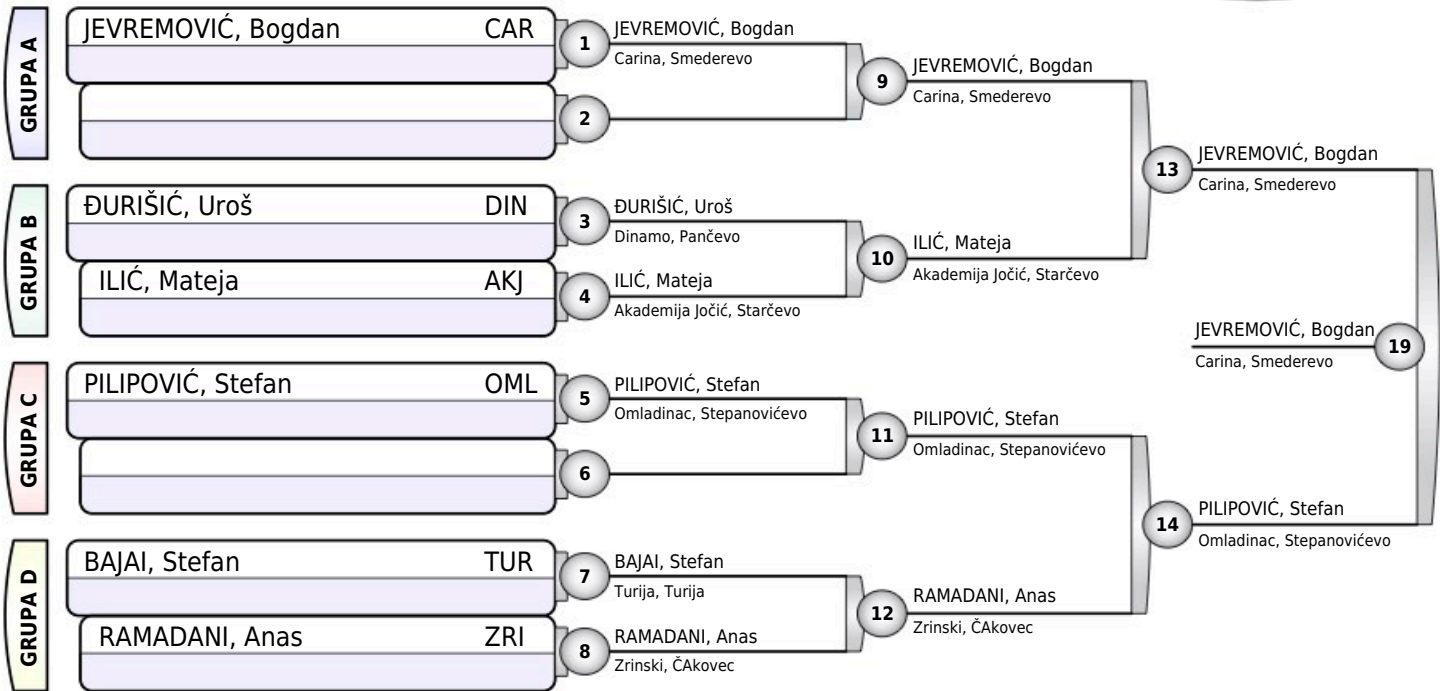 GRUPA A
JEVREMOVIĆ, Bogdan CAR
1
JEVREMOVIĆ, Bogdan
Carina, Smederevo
2
9
JEVREMOVIĆ, Bogdan
Carina, Smederevo
13
JEVREMOVIĆ, Bogdan
Carina, Smederevo
GRUPA B
ĐURIŠIĆ, Uroš DIN
3
ĐURIŠIĆ, Uroš
Dinamo, Pančevo
ILIĆ, Mateja AKJ
4
ILIĆ, Mateja
Akademija Jočić, Starčevo
10
ILIĆ, Mateja
Akademija Jočić, Starčevo
JEVREMOVIĆ, Bogdan
Carina, Smederevo
19
GRUPA C
PILIPOVIĆ, Stefan OML
5
PILIPOVIĆ, Stefan
Omladinac, Stepanovićevo
6
11
PILIPOVIĆ, Stefan
Omladinac, Stepanovićevo
14
PILIPOVIĆ, Stefan
Omladinac, Stepanovićevo
GRUPA D
BAJAI, Stefan TUR
7
BAJAI, Stefan
Turija, Turija
RAMADANI, Anas ZRI
8
RAMADANI, Anas
Zrinski, ČAkovec
12
RAMADANI, Anas
Zrinski, ČAkovec